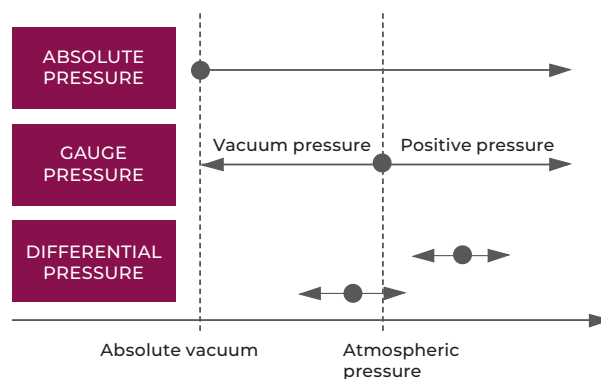 ABSOLUTE
PRESSURE
GAUGE
PRESSURE
Vacuum pressure
Positive pressure
DIFFERENTIAL
PRESSURE
Absolute vacuum
Atmospheric
pressure